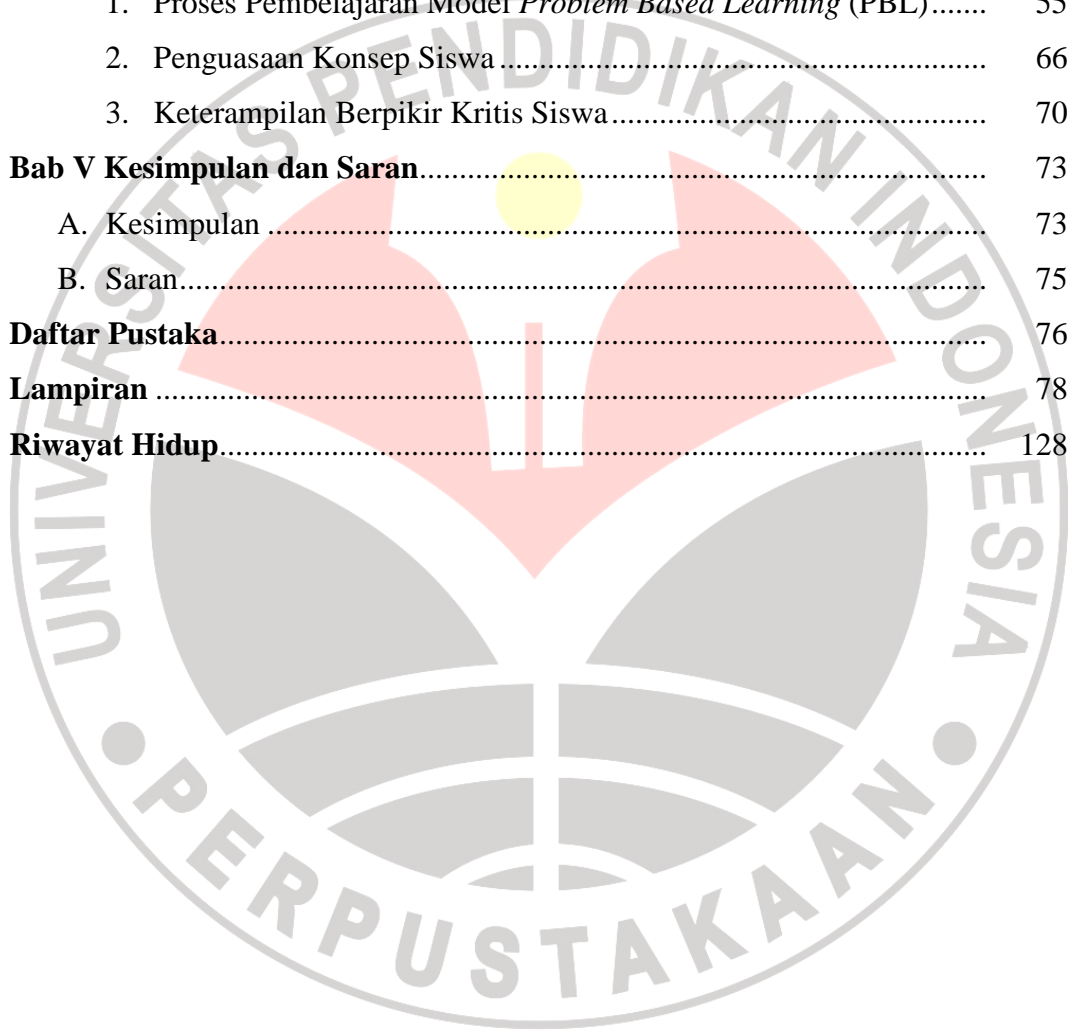 1. Proses Pembelajaran Model Problem Based Learning (PBL)....... 55
2. Penguasaan Konsep Siswa................................................................ 66
3. Keterampilan Berpikir Kritis Siswa................................................. 70
Bab V Kesimpulan dan Saran.......................................................................... 73
A. Kesimpulan .............................................................................................. 73
B. Saran.......................................................................................................... 75
Daftar Pustaka.................................................................................................... 76
Lampiran ............................................................................................................. 78
Riwayat Hidup.................................................................................................... 128
UNIVERSITAS PENDIDIKAN INDONESIA
PERPUSTAKAAN